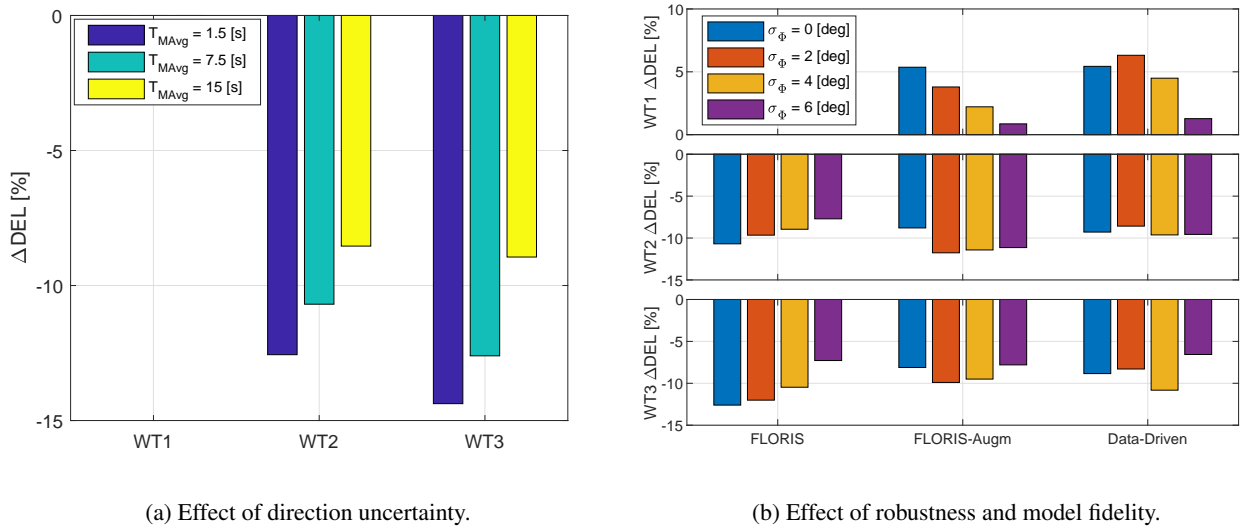 0
-5
-10
-15
ΔDEL [%]
T_MAvg = 1.5 [s]
T_MAvg = 7.5 [s]
T_MAvg = 15 [s]
WT1 WT2 WT3
(a) Effect of direction uncertainty.
10
5
0
WT1 ΔDEL [%]
σ_Φ = 0 [deg]
σ_Φ = 2 [deg]
σ_Φ = 4 [deg]
σ_Φ = 6 [deg]
0
-5
-10
-15
WT2 ΔDEL [%]
0
-5
-10
-15
WT3 ΔDEL [%]
FLORIS FLORIS-Augm Data-Driven
(b) Effect of robustness and model fidelity.